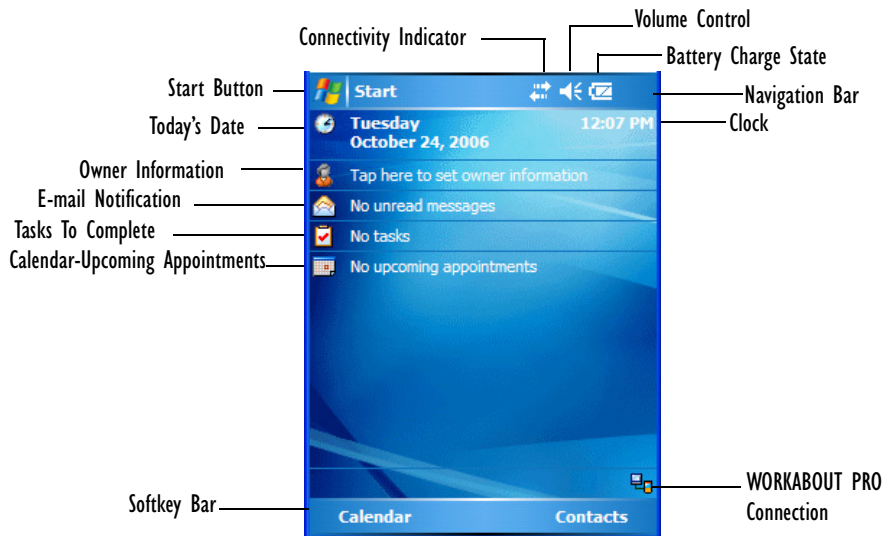 Volume Control
Connectivity Indicator
Battery Charge State
Start Button
Start
Navigation Bar
Today's Date
Tuesday
October 24, 2006
12:07 PM
Clock
Owner Information
Tap here to set owner information
E-mail Notification
No unread messages
Tasks To Complete
No tasks
Calendar-Upcoming Appointments
No upcoming appointments
WORKABOUT PRO
Connection
Softkey Bar
Calendar
Contacts